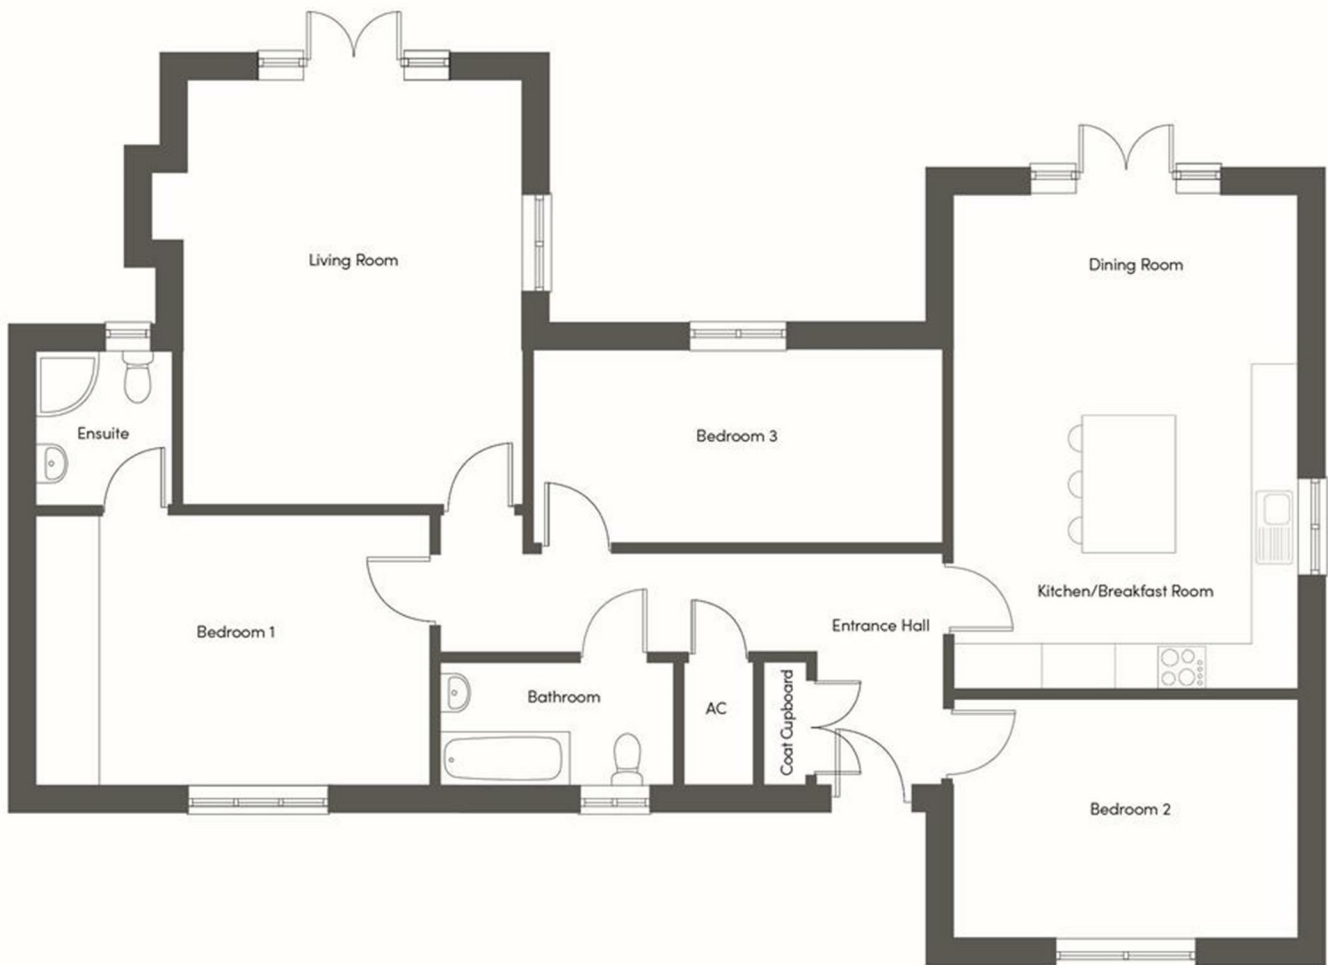 Living Room
Dining Room
Ensuite
Bedroom 3
Kitchen/Breakfast Room
Bedroom 1
Entrance Hall
Bathroom
AC
Coat Cupboard
Bedroom 2